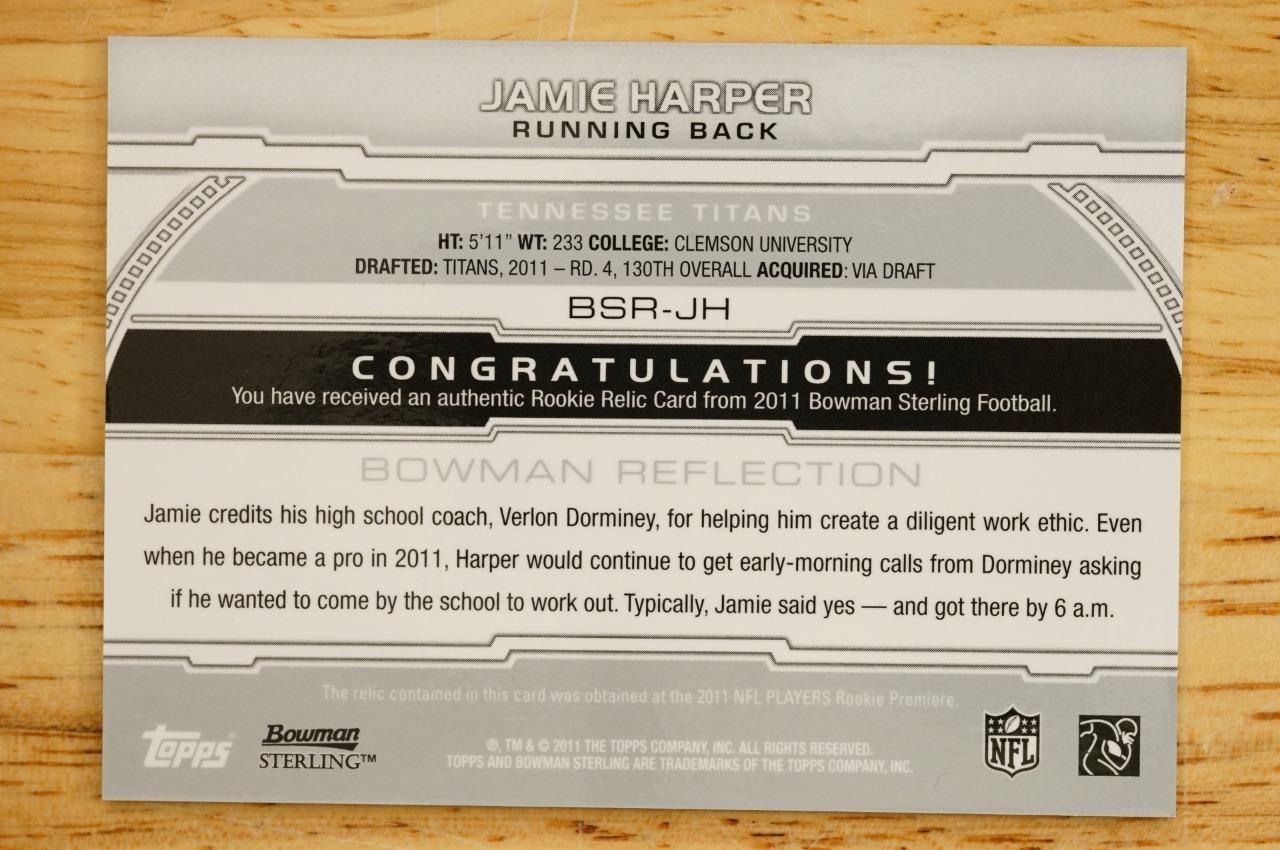 JAMIE HARPER
RUNNING BACK
TENNESSEE TITANS
HT: 5'11" WT: 233 COLLEGE: CLEMSON UNIVERSITY
DRAFTED: TITANS, 2011 – RD. 4, 130TH OVERALL ACQUIRED: VIA DRAFT
BSR-JH
CONGRATULATIONS!
You have received an authentic Rookie Relic Card from 2011 Bowman Sterling Football.
BOWMAN REFLECTION
Jamie credits his high school coach, Verlon Dorminey, for helping him create a diligent work ethic. Even
when he became a pro in 2011, Harper would continue to get early-morning calls from Dorminey asking
if he wanted to come by the school to work out. Typically, Jamie said yes — and got there by 6 a.m.
The relic contained in this card was obtained at the 2011 NFL PLAYERS Rookie Premiere.
Topps®
Bowman
STERLING™
®, TM & © 2011 THE TOPPS COMPANY, INC. ALL RIGHTS RESERVED.
TOPPS AND BOWMAN STERLING ARE TRADEMARKS OF THE TOPPS COMPANY, INC.
NFL